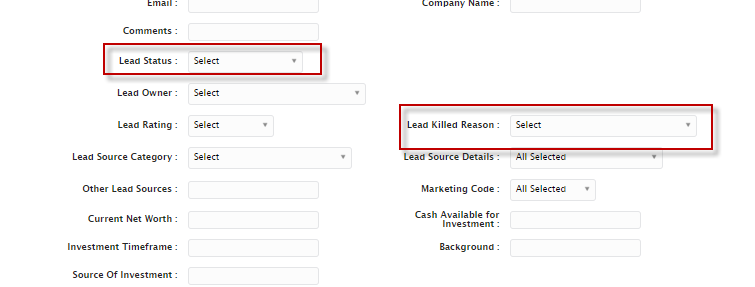 Email : Company Name :
Comments :
Lead Status : Select
Lead Owner : Select
Lead Rating : Select Lead Killed Reason : Select
Lead Source Category : Select Lead Source Details : All Selected
Other Lead Sources : Marketing Code : All Selected
Current Net Worth : Cash Available for
Investment :
Investment Timeframe : Background :
Source Of Investment :